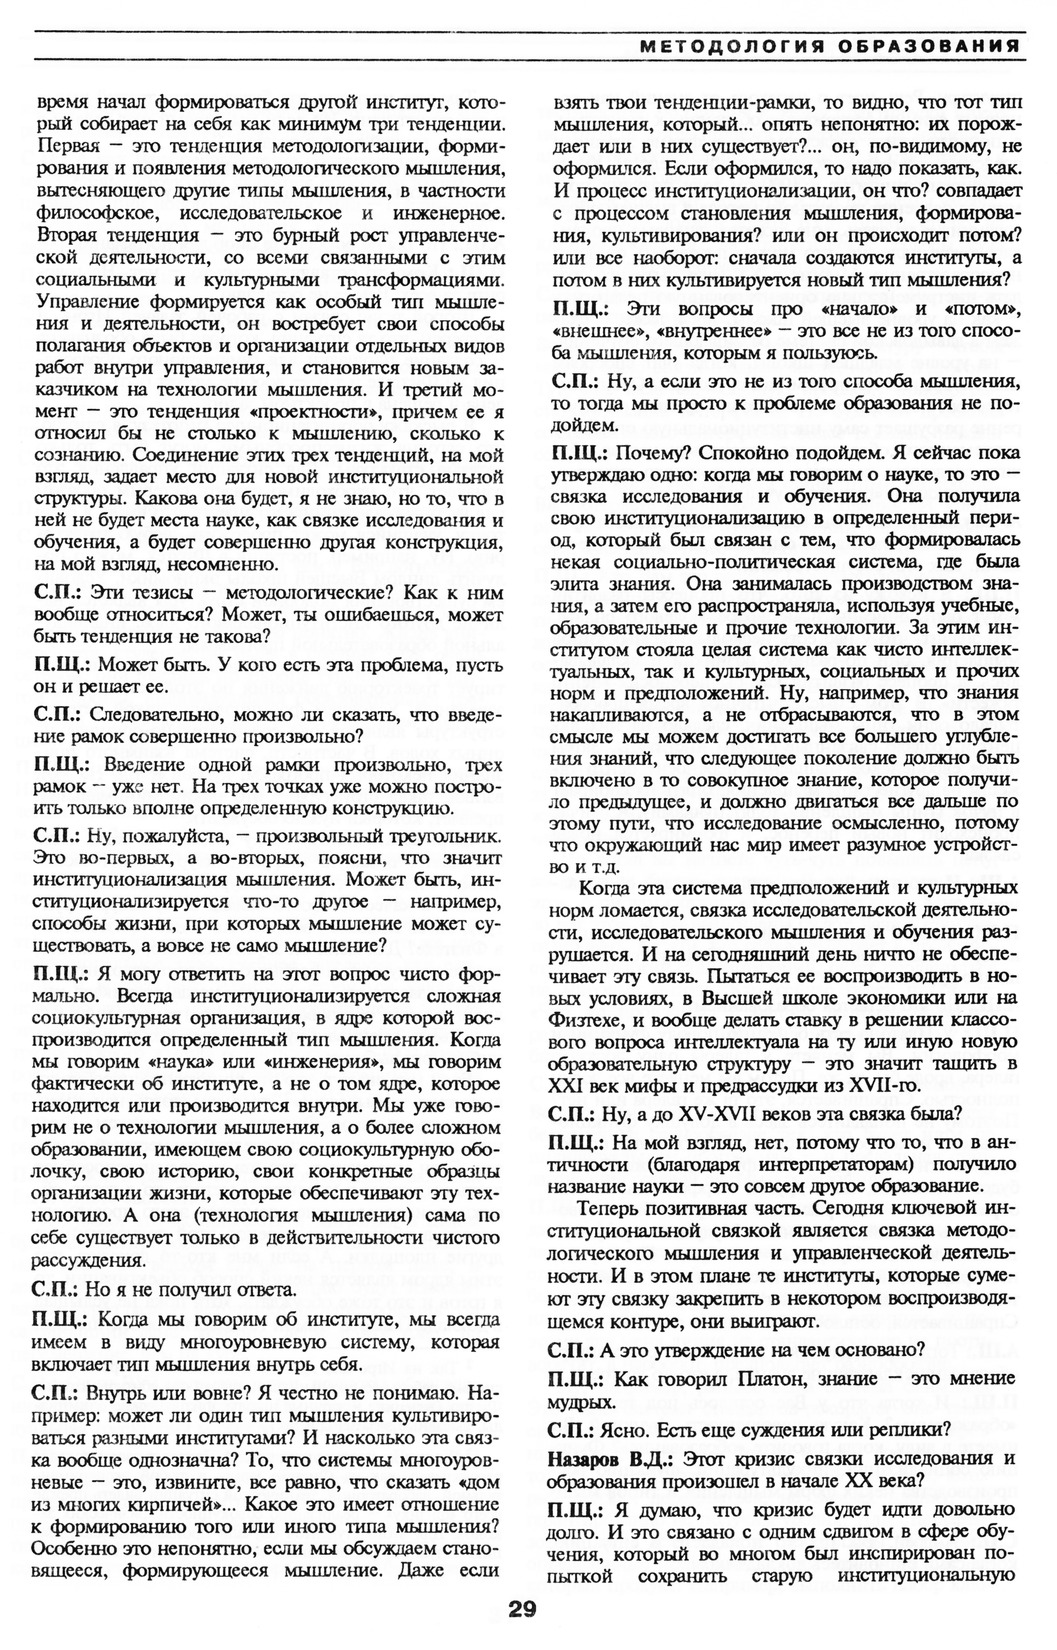 МЕТОДОЛОГИЯ ОБРАЗОВАНИЯ
время начал формироваться другой институт, кото-
рый собирает на себя как минимум три тенденции.
Первая — это тенденция методологизации, форми-
рования и появления методологического мышления,
вытесняющего другие типы мышления, в частности
философское, исследовательское и инженерное.
Вторая тенденция — это бурный рост управленче-
ской деятельности, со всеми связанными с этим
социальными и культурными трансформациями.
Управление формируется как особый тип мышле-
ния и деятельности, он востребует свои способы
полагания объектов и организации отдельных видов
работ внутри управления, и становится новым за-
казчиком на технологии мышления. И третий мо-
мент — это тенденция «проектности», причем ее я
относил бы не столько к мышлению, сколько к
сознанию. Соединение этих трех тенденций, на мой
взгляд, задает место для новой институциональной
структуры. Какова она будет, я не знаю, но то, что в
ней не будет места науке, как связке исследования и
обучения, а будет совершенно другая конструкция,
на мой взгляд, несомненно.
С.П.: Эти тезисы — методологические? Как к ним
вообще относиться? Может, ты ошибаешься, может
быть тенденция не такова?
П.Щ.: Может быть. У кого есть эта проблема, пусть
он и решает ее.
С.П.: Следовательно, можно ли сказать, что введе-
ние рамок совершенно произвольно?
П.Щ.: Введение одной рамки произвольно, трех
рамок — уже нет. На трех точках уже можно постро-
ить только вполне определенную конструкцию.
С.П.: Ну, пожалуйста, — произвольный треугольник.
Это во-первых, а во-вторых, поясни, что значит
институционализация мышления. Может быть, ин-
ституционализируется что-то другое — например,
способы жизни, при которых мышление может су-
ществовать, а вовсе не само мышление?
П.Щ.: Я могу ответить на этот вопрос чисто фор-
мально. Всегда институционализируется сложная
социокультурная организация, в ядре которой вос-
производится определенный тип мышления. Когда
мы говорим «наука» или «инженерия», мы говорим
фактически об институте, а не о том ядре, которое
находится или производится внутри. Мы уже гово-
рим не о технологии мышления, а о более сложном
образовании, имеющем свою социокультурную обо-
лочку, свою историю, свои конкретные образцы
организации жизни, которые обеспечивают эту тех-
нологию. А она (технология мышления) сама по
себе существует только в действительности чистого
рассуждения.
С.П.: Но я не получил ответа.
П.Щ.: Когда мы говорим об институте, мы всегда
имеем в виду многоуровневую систему, которая
включает тип мышления внутрь себя.
С.П.: Внутрь или вовне? Я честно не понимаю. На-
пример: может ли один тип мышления культивиро-
ваться разными институтами? И насколько эта связ-
ка вообще однозначна? То, что системы многоуров-
невые — это, извините, все равно, что сказать «дом
из многих кирпичей»... Какое это имеет отношение
к формированию того или иного типа мышления?
Особенно это непонятно, если мы обсуждаем стано-
вящееся, формирующееся мышление. Даже если
взять твои тенденции-рамки, то видно, что тот тип
мышления, который... опять непонятно: их порож-
дает или в них существует?... он, по-видимому, не
оформился. Если оформился, то надо показать, как.
И процесс институционализации, он что? совпадает
с процессом становления мышления, формирова-
ния, культивирования? или он происходит потом?
или все наоборот: сначала создаются институты, а
потом в них культивируется новый тип мышления?
П.Щ.: Эти вопросы про «начало» и «потом»,
«внешнее», «внутреннее» — это все не из того спосо-
ба мышления, которым я пользуюсь.
С.П.: Ну, а если это не из того способа мышления,
то тогда мы просто к проблеме образования не по-
дойдем.
П.Щ.: Почему? Спокойно подойдем. Я сейчас пока
утверждаю одно: когда мы говорим о науке, то это —
связка исследования и обучения. Она получила
свою институционализацию в определенный пери-
од, который был связан с тем, что формировалась
некая социально-политическая система, где была
элита знания. Она занималась производством зна-
ния, а затем его распространяла, используя учебные,
образовательные и прочие технологии. За этим ин-
ститутом стояла целая система как чисто интеллек-
туальных, так и культурных, социальных и прочих
норм и предположений. Ну, например, что знания
накапливаются, а не отбрасываются, что в этом
смысле мы можем достигать все большего углубле-
ния знаний, что следующее поколение должно быть
включено в то совокупное знание, которое получи-
ло предыдущее, и должно двигаться все дальше по
этому пути, что исследование осмысленно, потому
что окружающий нас мир имеет разумное устройст-
во и т.д.
Когда эта система предположений и культурных
норм ломается, связка исследовательской деятельно-
сти, исследовательского мышления и обучения раз-
рушается. И на сегодняшний день ничто не обеспе-
чивает эту связь. Пытаться ее воспроизводить в но-
вых условиях, в Высшей школе экономики или на
Физтехе, и вообще делать ставку в решении классо-
вого вопроса интеллектуала на ту или иную новую
образовательную структуру — это значит тащить в
XXI век мифы и предрассудки из XVII-го.
С.П.: Ну, а до XV-XVII веков эта связка была?
П.Щ.: На мой взгляд, нет, потому что то, что в ан-
тичности (благодаря интерпретаторам) получило
название науки — это совсем другое образование.
Теперь позитивная часть. Сегодня ключевой ин-
ституциональной связкой является связка методо-
логического мышления и управленческой деятель-
ности. И в этом плане те институты, которые суме-
ют эту связку закрепить в некотором воспроизводя-
щемся контуре, они выиграют.
С.П.: А это утверждение на чем основано?
П.Щ.: Как говорил Платон, знание — это мнение
мудрых.
С.П.: Ясно. Есть еще суждения или реплики?
Назаров В.Д.: Этот кризис связки исследования и
образования произошел в начале XX века?
П.Щ.: Я думаю, что кризис будет идти довольно
долго. И это связано с одним сдвигом в сфере обу-
чения, который во многом был инспирирован по-
пыткой сохранить старую институциональную
29